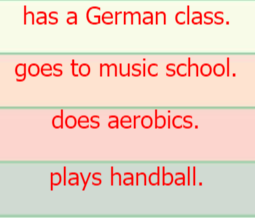 has a German class.
goes to music school.
does aerobics.
plays handball.